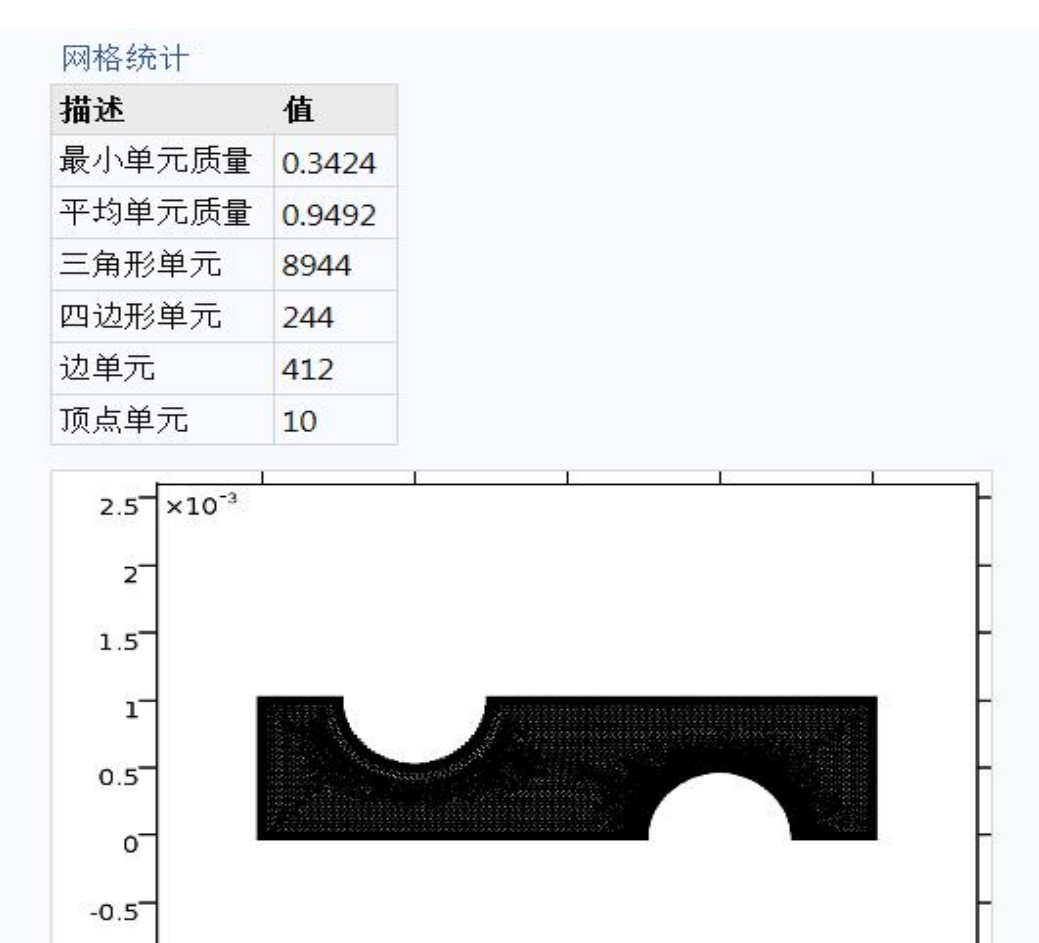 网格统计
描述 值
最小单元质量 0.3424
平均单元质量 0.9492
三角形单元 8944
四边形单元 244
边单元 412
顶点单元 10
2.5 ×10⁻³
2
1.5
1
0.5
0
-0.5